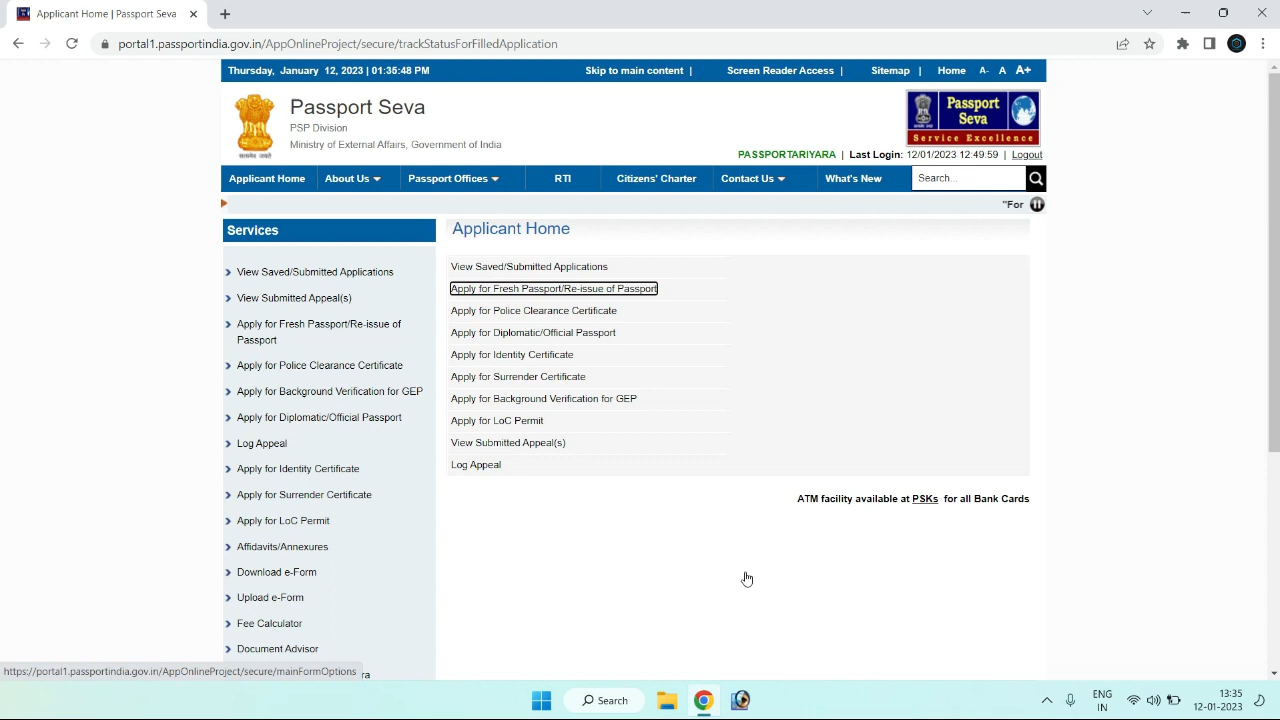 Applicant Home | Passport Seva
portal1.passportindia.gov.in/AppOnlineProject/secure/trackStatusForFilledApplication
Thursday, January 12, 2023 | 01:35:48 PM
Skip to main content |
Screen Reader Access |
Sitemap |
Home
A- A A+
Passport Seva
PSP Division
Ministry of External Affairs, Government of India
Passport
Seva
Service Excellence
PASSPORTARIYARA | Last Login: 12/01/2023 12:49:59 | Logout
Applicant Home
About Us
Passport Offices
RTI
Citizens' Charter
Contact Us
What's New
Search...
"For
Services
View Saved/Submitted Applications
View Submitted Appeal(s)
Apply for Fresh Passport/Re-issue of
Passport
Apply for Police Clearance Certificate
Apply for Background Verification for GEP
Apply for Diplomatic/Official Passport
Log Appeal
Apply for Identity Certificate
Apply for Surrender Certificate
Apply for LoC Permit
Affidavits/Annexures
Download e-Form
Upload e-Form
Fee Calculator
Document Advisor
ra
Applicant Home
View Saved/Submitted Applications
Apply for Fresh Passport/Re-issue of Passport
Apply for Police Clearance Certificate
Apply for Diplomatic/Official Passport
Apply for Identity Certificate
Apply for Surrender Certificate
Apply for Background Verification for GEP
Apply for LoC Permit
View Submitted Appeal(s)
Log Appeal
ATM facility available at PSKs for all Bank Cards
https://portal1.passportindia.gov.in/AppOnlineProject/secure/mainFormOptions
Search
ENG
IN
13:35
12-01-2023